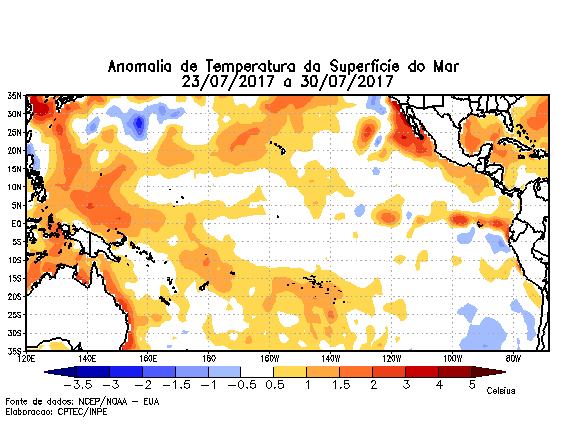 Anomalia de Temperatura da Superfície do Mar
23/07/2017 a 30/07/2017
35N
30N
25N
20N
15N
10N
5N
EQ
5S
10S
15S
20S
25S
30S
35S
120E 140E 160E 180 160W 140W 120W 100W 80W
-3.5 -3 -2 -1.5 -1 -0.5 0.5 1 2 3 4 5
Celsius
Fonte de dados: NCEP/NOAA - EUA
Elaboracao: CPTEC/INPE